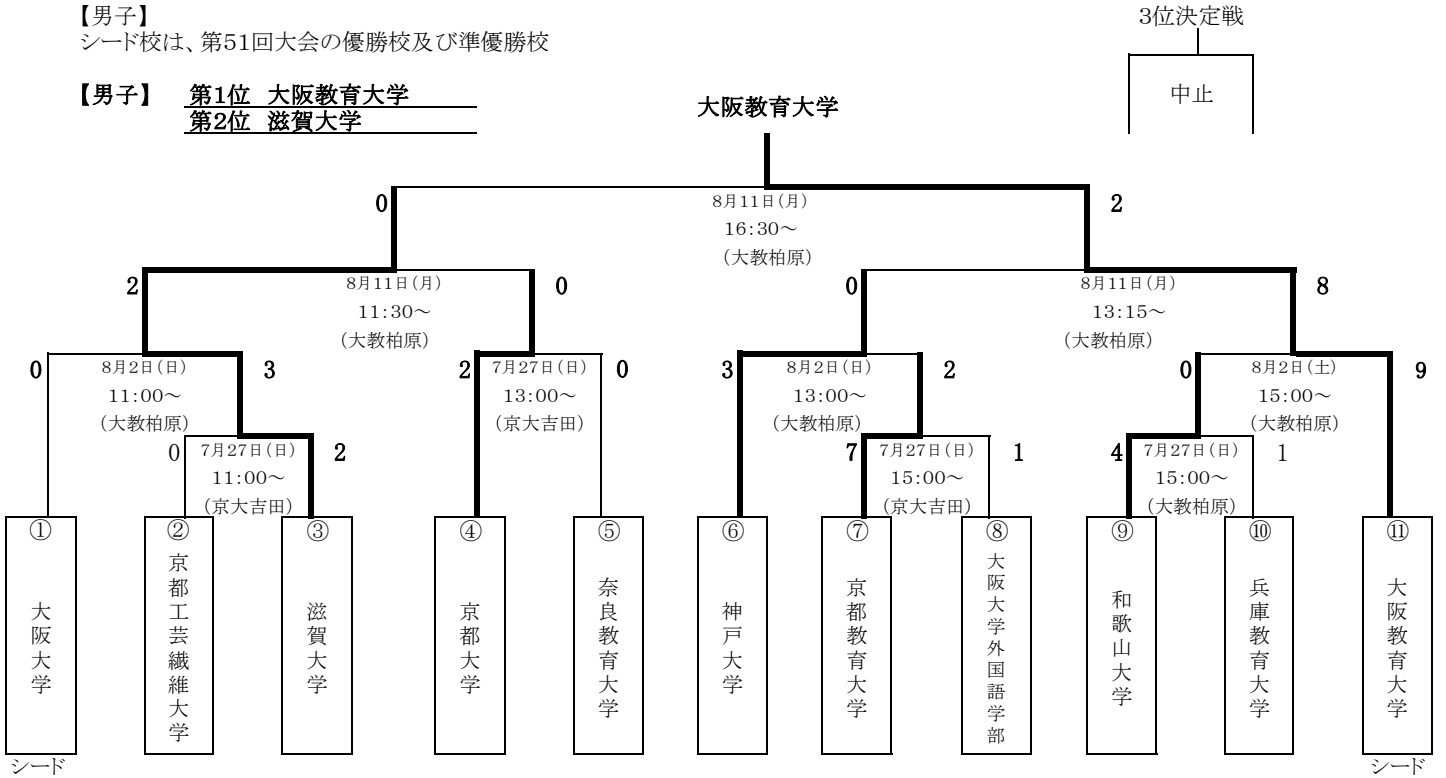 【男子】
シード校は、第51回大会の優勝校及び準優勝校
3位決定戦
中止
【男子】 第1位 大阪教育大学
第2位 滋賀大学
大阪教育大学
0
8月11日(月)
16:30～
(大教柏原)
2
2
8月11日(月)
11:30～
(大教柏原)
0
0
8月11日(月)
13:15～
(大教柏原)
8
0
8月2日(日)
11:00～
(大教柏原)
3
2
7月27日(日)
13:00～
(京大吉田)
0
3
8月2日(日)
13:00～
(大教柏原)
2
0
8月2日(土)
15:00～
(大教柏原)
9
0
7月27日(日)
11:00～
(京大吉田)
2
7
7月27日(日)
15:00～
(京大吉田)
1
4
7月27日(日)
15:00～
(大教柏原)
1
①
大阪大学
シード
②
京都工芸繊維大学
③
滋賀大学
④
京都大学
⑤
奈良教育大学
⑥
神戸大学
⑦
京都教育大学
⑧
大阪大学外国語学部
⑨
和歌山大学
⑩
兵庫教育大学
⑪
大阪教育大学
シード